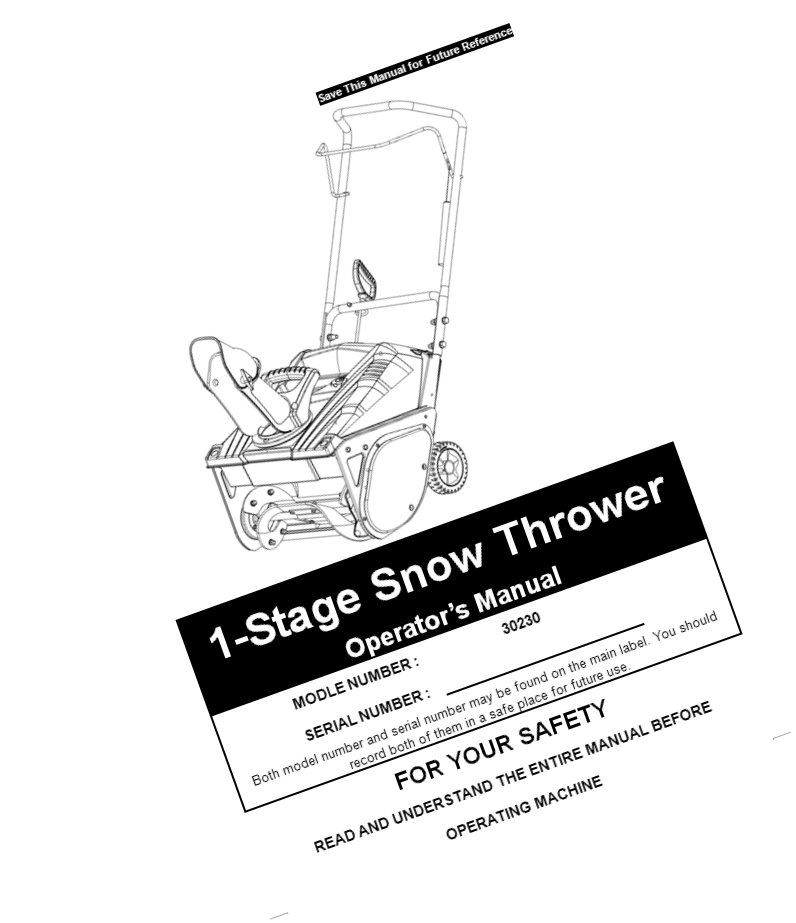 Save This Manual for Future Reference
1-Stage Snow Thrower
Operator's Manual
MODLE NUMBER : 30230
SERIAL NUMBER :
Both model number and serial number may be found on the main label. You should
record both of them in a safe place for future use.
FOR YOUR SAFETY
READ AND UNDERSTAND THE ENTIRE MANUAL BEFORE
OPERATING MACHINE